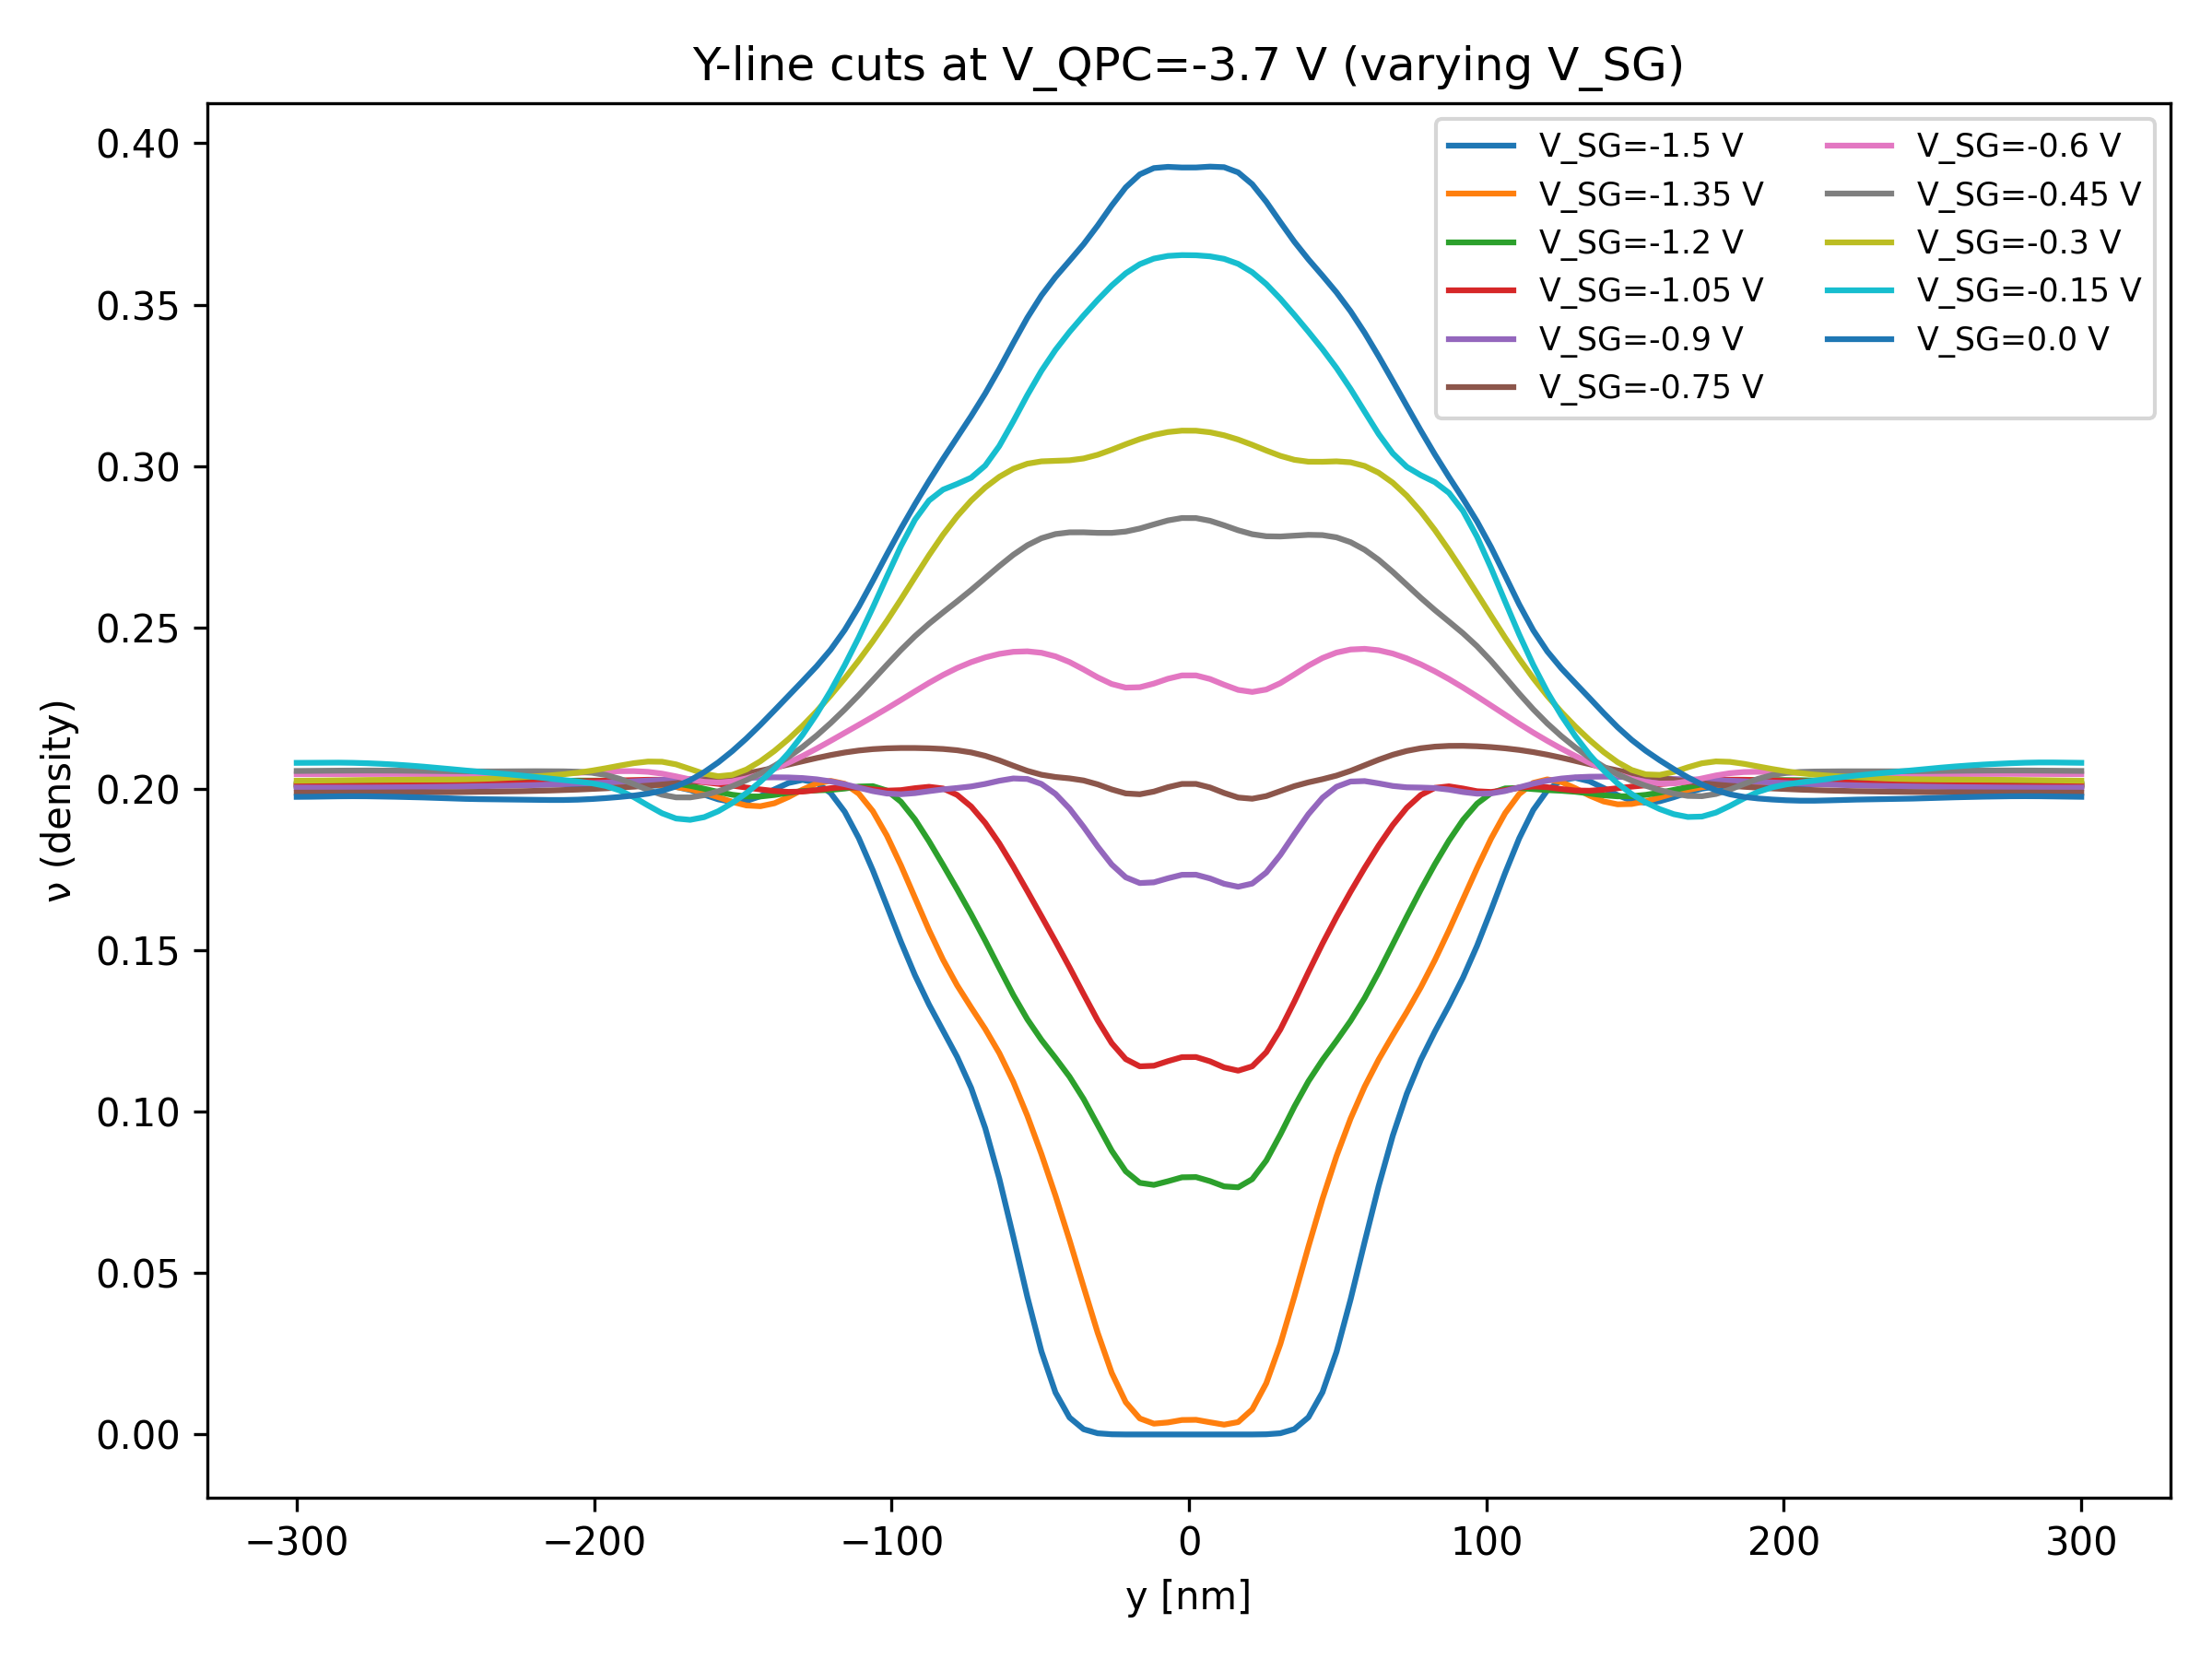 Y-line cuts at V_QPC=-3.7 V (varying V_SG)
V_SG=-1.5 V
V_SG=-1.35 V
V_SG=-1.2 V
V_SG=-1.05 V
V_SG=-0.9 V
V_SG=-0.75 V
V_SG=-0.6 V
V_SG=-0.45 V
V_SG=-0.3 V
V_SG=-0.15 V
V_SG=0.0 V
ν (density)
0.40
0.35
0.30
0.25
0.20
0.15
0.10
0.05
0.00
−300
−200
−100
0
100
200
300
y [nm]